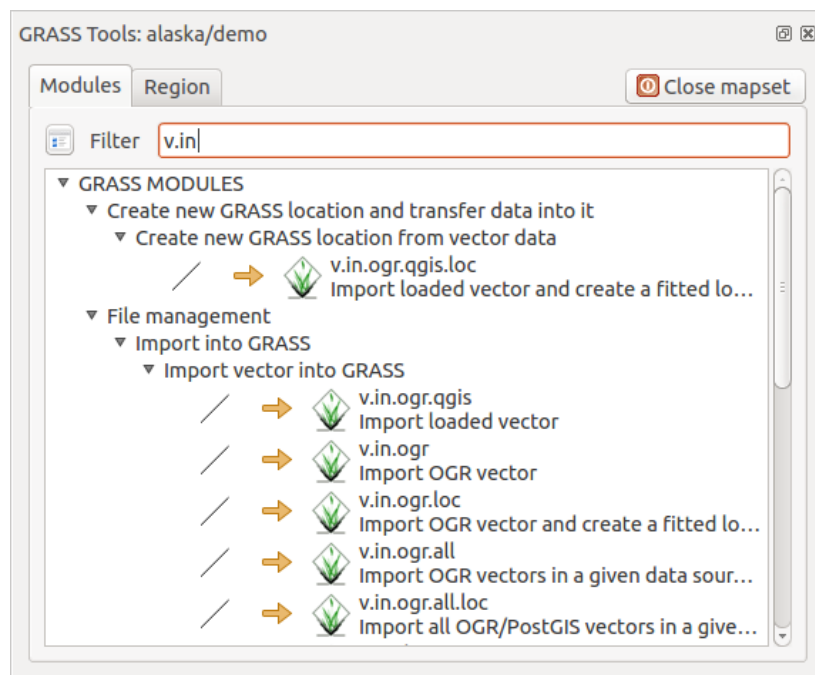 GRASS Tools: alaska/demo
Modules
Region
Close mapset
Filter
v.in
GRASS MODULES
Create new GRASS location and transfer data into it
Create new GRASS location from vector data
v.in.ogr.qgis.loc
Import loaded vector and create a fitted lo...
File management
Import into GRASS
Import vector into GRASS
v.in.ogr.qgis
Import loaded vector
v.in.ogr
Import OGR vector
v.in.ogr.loc
Import OGR vector and create a fitted lo...
v.in.ogr.all
Import OGR vectors in a given data sour...
v.in.ogr.all.loc
Import all OGR/PostGIS vectors in a give...